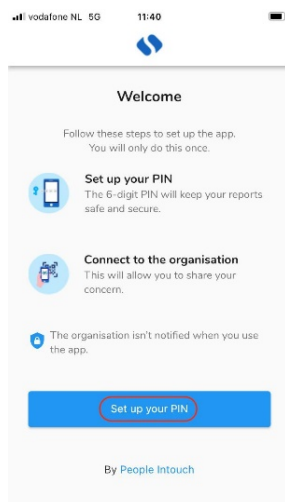 vodafone NL 5G 11:40
Welcome
Follow these steps to set up the app.
You will only do this once.
Set up your PIN
The 6-digit PIN will keep your reports
safe and secure.
Connect to the organisation
This will allow you to share your
concern.
The organisation isn't notified when you use
the app.
Set up your PIN
By People Intouch